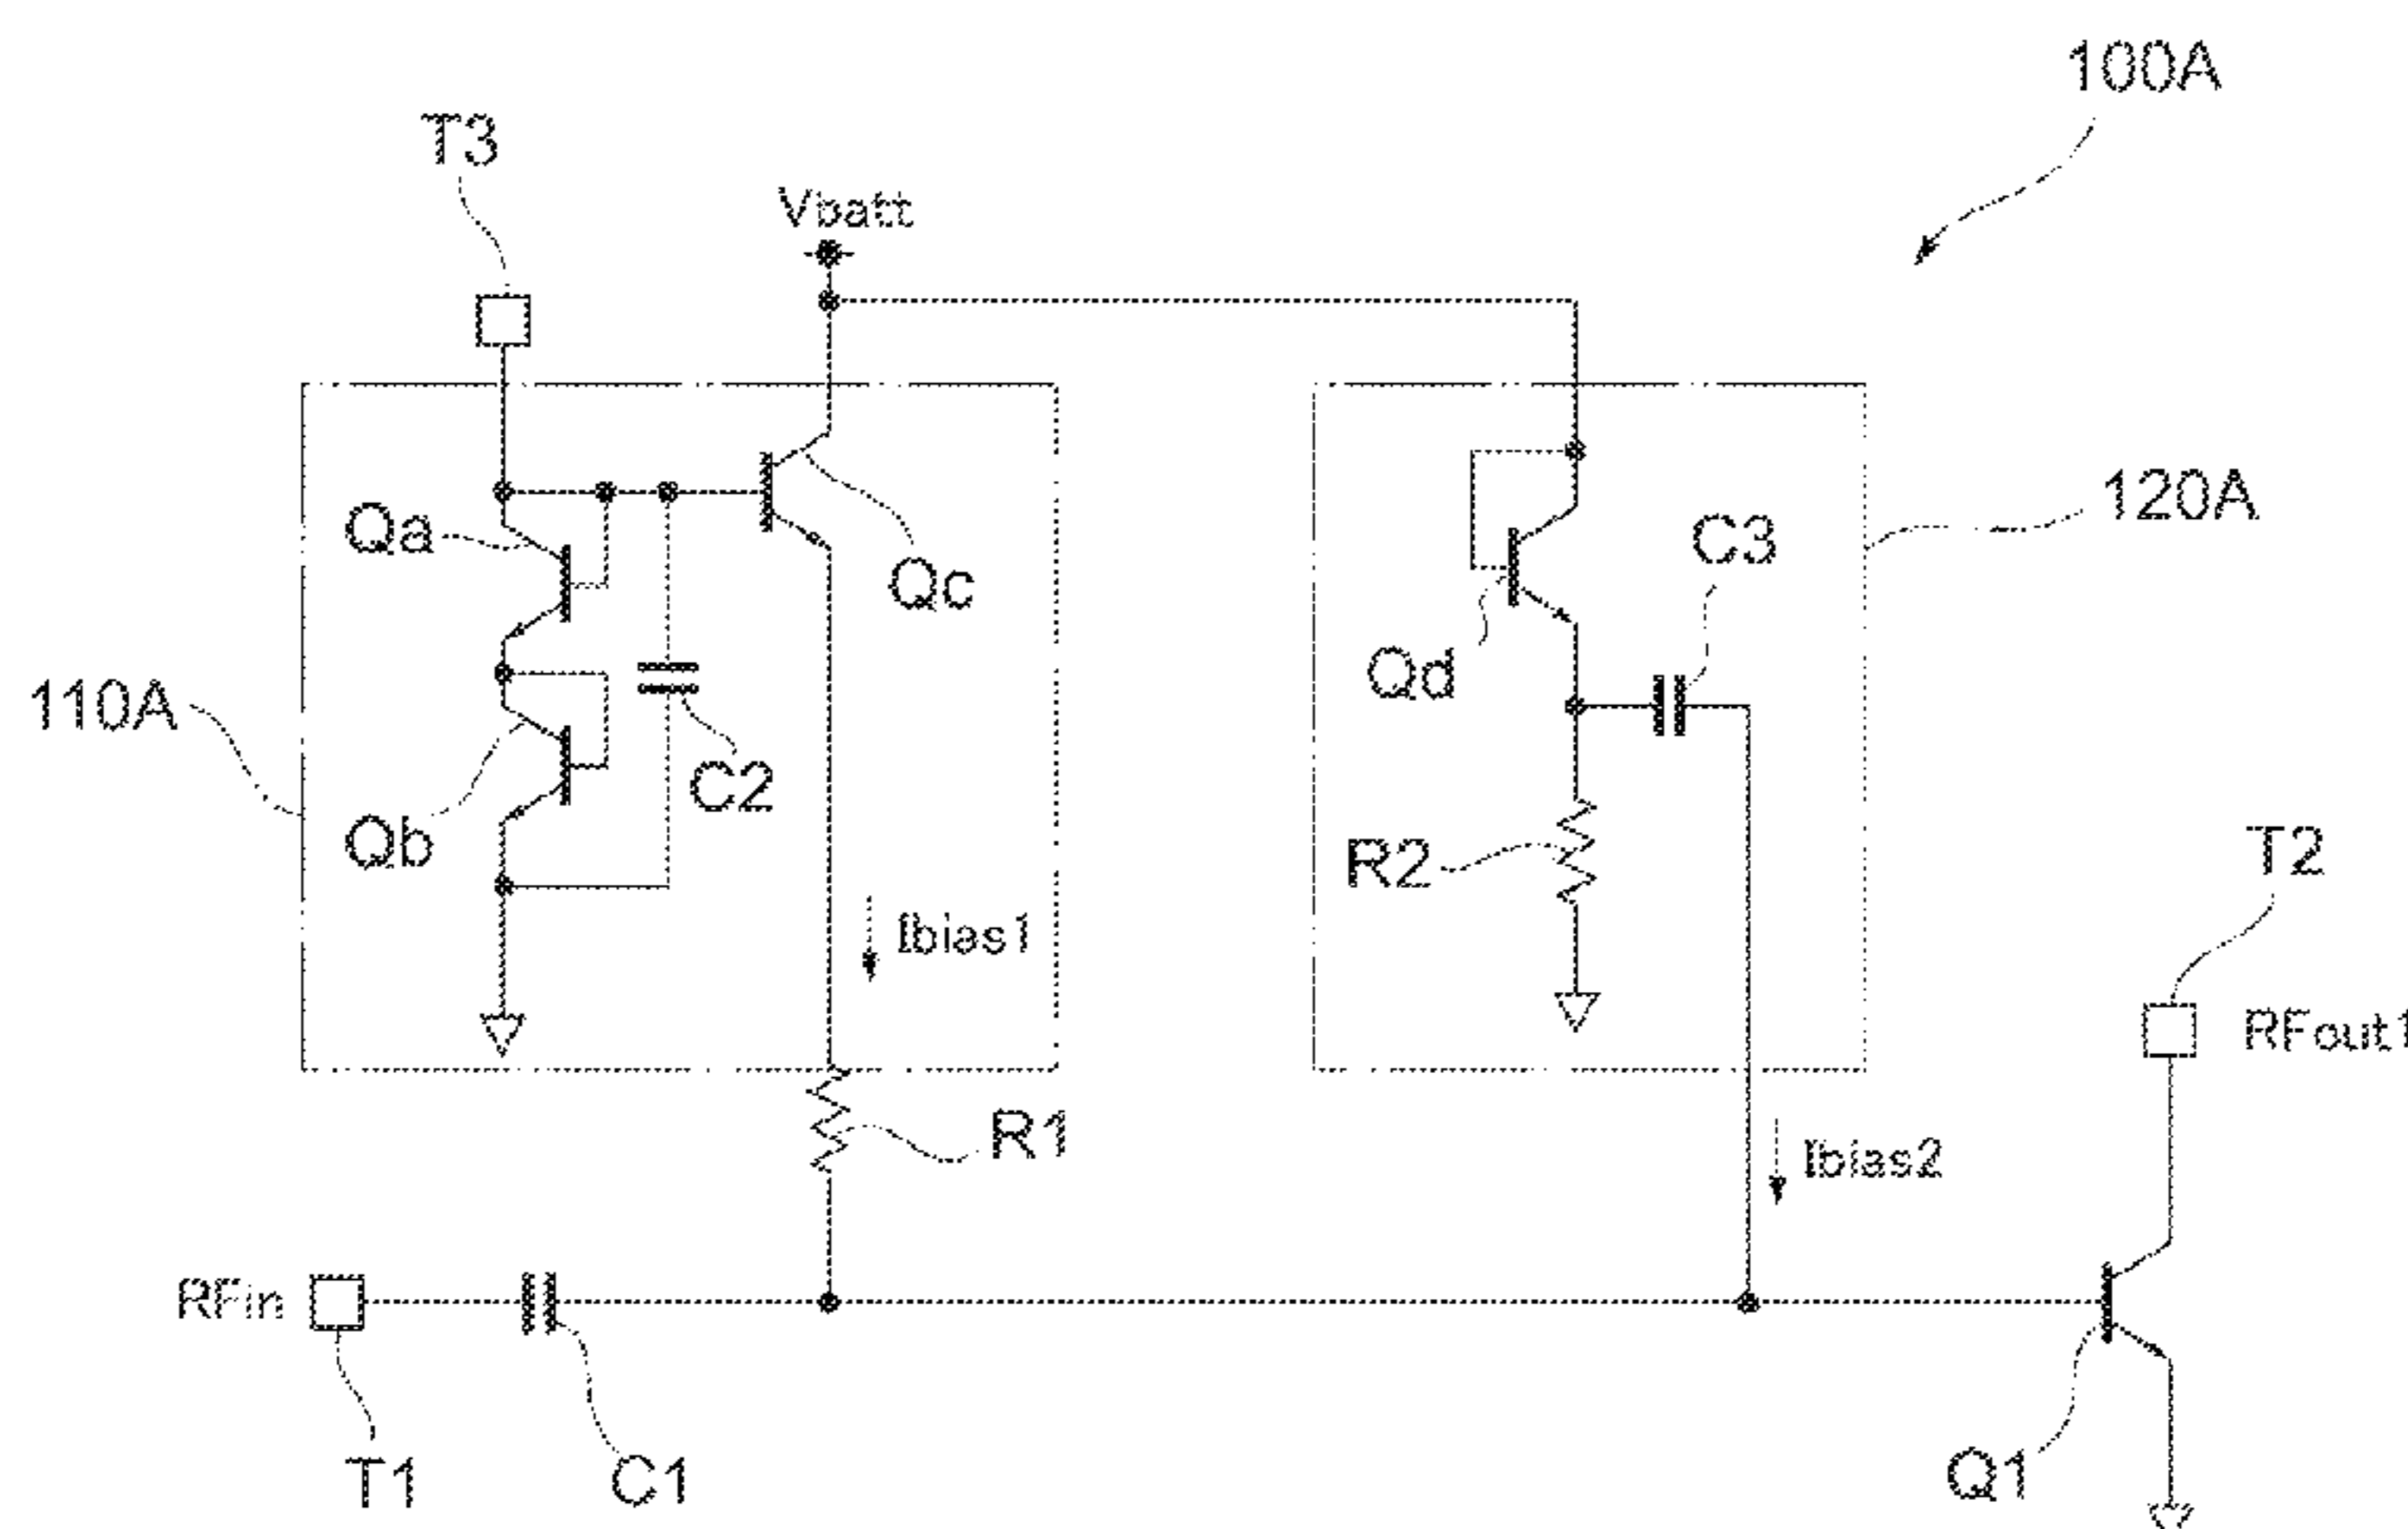 100A
T3
Vbatt
120A
Qa
C3
Qc
Qd
110A
C2
Qb
R2
T2
Ibias1
RFout1
R1
Ibias2
RFin
T1
C1
Q1